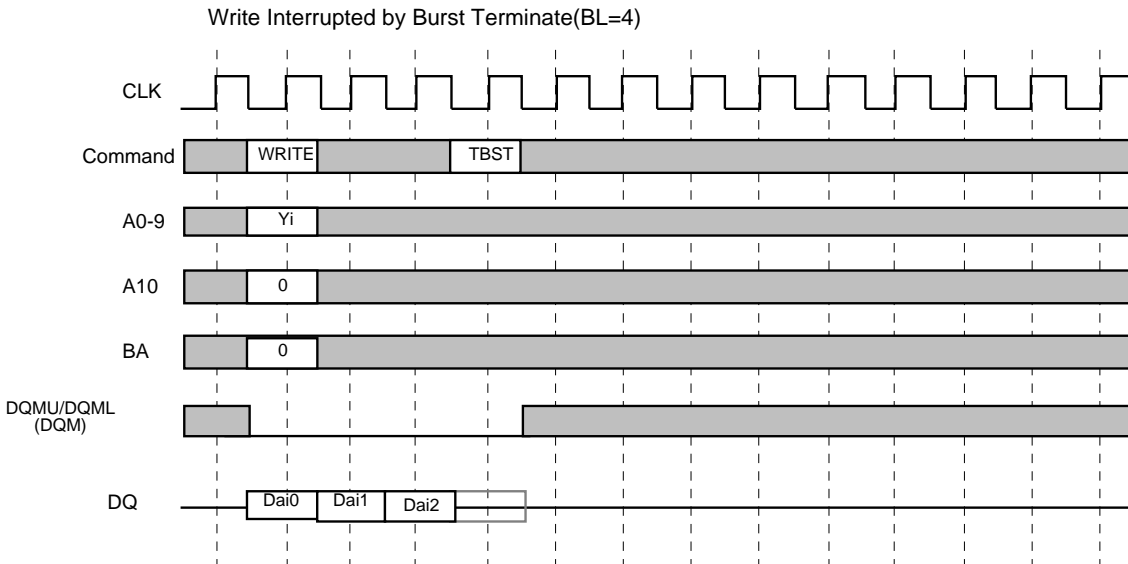 Write Interrupted by Burst Terminate(BL=4)
CLK
Command WRITE TBST
A0-9 Yi
A10 0
BA 0
DQMU/DQML
(DQM)
DQ Dai0 Dai1 Dai2